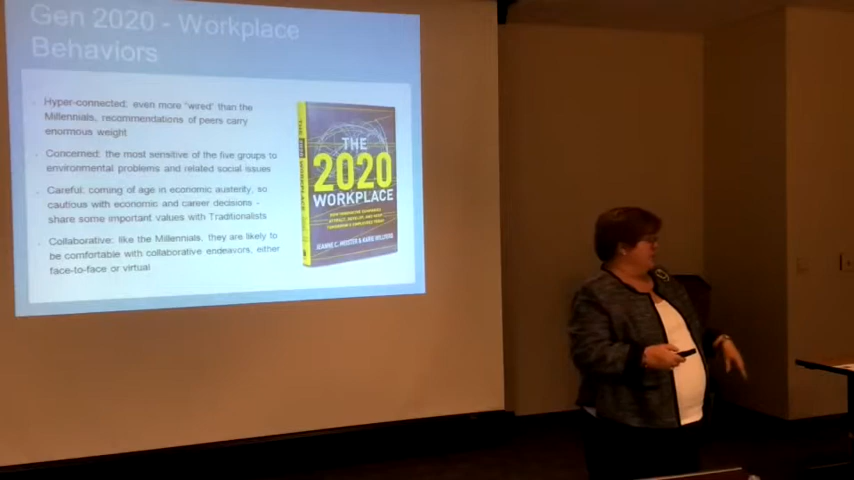 Gen 2020 - Workplace
Behaviors
Hyper-connected: even more "wired" than the
Millennials, recommendations of peers carry
enormous weight
Concerned: the most sensitive of the five groups to
environmental problems and related social issues
Careful: coming of age in economic austerity, so
cautious with economic and career decisions -
share some important values with Traditionalists
Collaborative: like the Millennials, they are likely to
be comfortable with collaborative endeavors, either
face-to-face or virtual
THE
2020
WORKPLACE
JEANNE C. MEISTER & KARIE WILLYERD